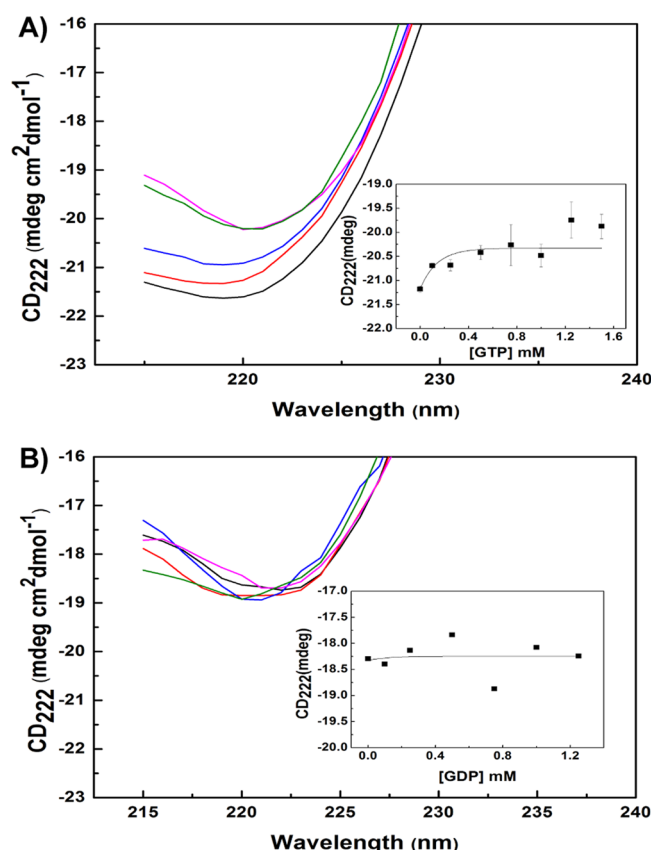 A)
-16
-17
-18
-19
-20
-21
-22
-23
CD222 (mdeg cm2dmol-1)
220
230
240
Wavelength (nm)
-19.0
-19.5
-20.0
-20.5
-21.0
-21.5
-22.0
CD222(mdeg)
0.0 0.4 0.8 1.2 1.6
[GTP] mM
B)
-16
-17
-18
-19
-20
-21
-22
-23
CD222 (mdeg cm2dmol-1)
215 220 225 230 235 240
Wavelength (nm)
-17.0
-17.5
-18.0
-18.5
-19.0
-19.5
-20.0
CD222(mdeg)
0.0 0.4 0.8 1.2
[GDP] mM